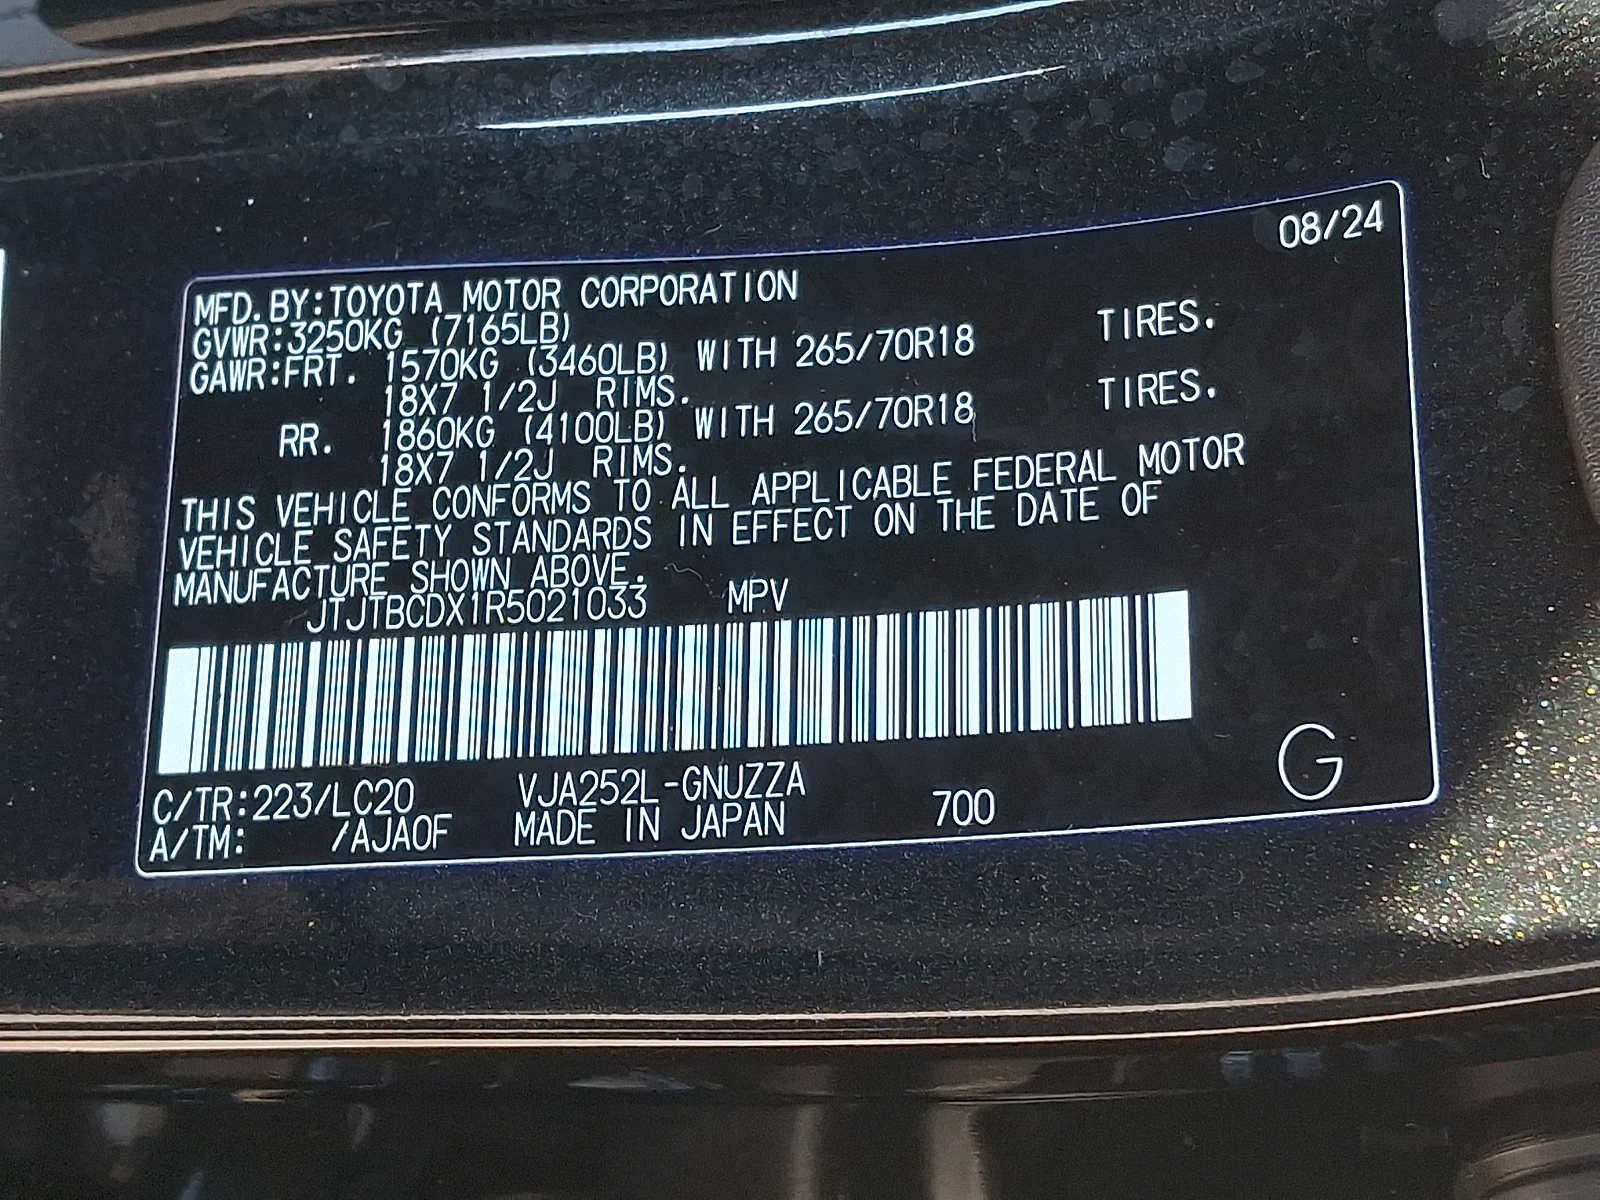 08/24
MFD.BY:TOYOTA MOTOR CORPORATION
GVWR:3250KG (7165LB)
GAWR:FRT. 1570KG (3460LB) WITH 265/70R18 TIRES.
18X7 1/2J RIMS.
RR. 1860KG (4100LB) WITH 265/70R18 TIRES.
18X7 1/2J RIMS.
THIS VEHICLE CONFORMS TO ALL APPLICABLE FEDERAL MOTOR
VEHICLE SAFETY STANDARDS IN EFFECT ON THE DATE OF
MANUFACTURE SHOWN ABOVE.
JTJTBCDX1R5021033 MPV
C/TR:223/LC20 VJA252L-GNUZZA
A/TM: /AJA0F MADE IN JAPAN 700 G